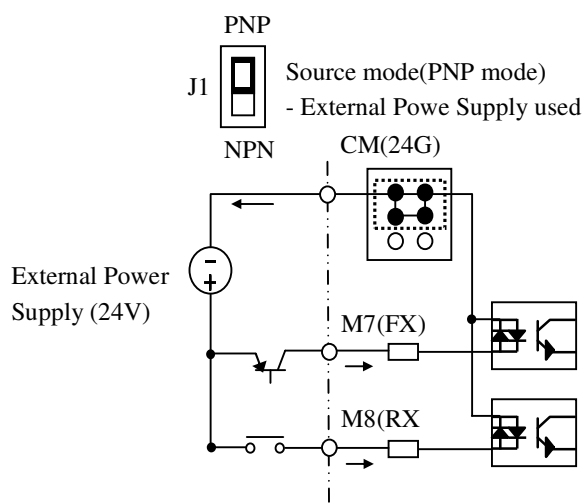 PNP
J1
Source mode(PNP mode)
- External Powe Supply used
NPN
CM(24G)
External Power
Supply (24V)
M7(FX)
M8(RX